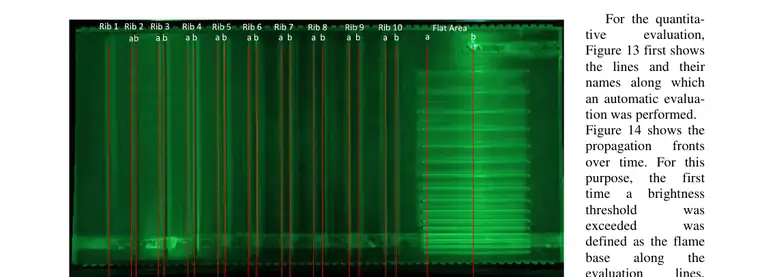 Rib 1 Rib 2 Rib 3 Rib 4 Rib 5 Rib 6 Rib 7 Rib 8 Rib 9 Rib 10 Flat Area
ab a b a b a b a b a b a b a b a b a b
For the quantita-
tive evaluation,
Figure 13 first shows
the lines and their
names along which
an automatic evalua-
tion was performed.
Figure 14 shows the
propagation fronts
over time. For this
purpose, the first
time a brightness
threshold was
exceeded was
defined as the flame
base along the
evaluation lines.